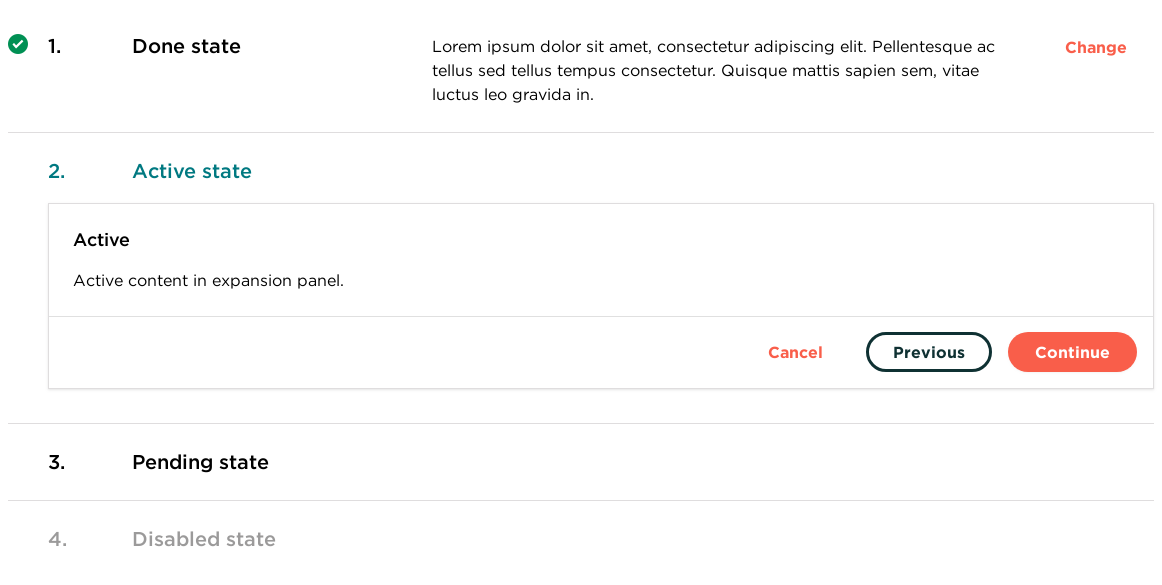 1. Done state Lorem ipsum dolor sit amet, consectetur adipiscing elit. Pellentesque ac Change
tellus sed tellus tempus consectetur. Quisque mattis sapien sem, vitae
luctus leo gravida in.
2. Active state
Active
Active content in expansion panel.
Cancel Previous Continue
3. Pending state
4. Disabled state